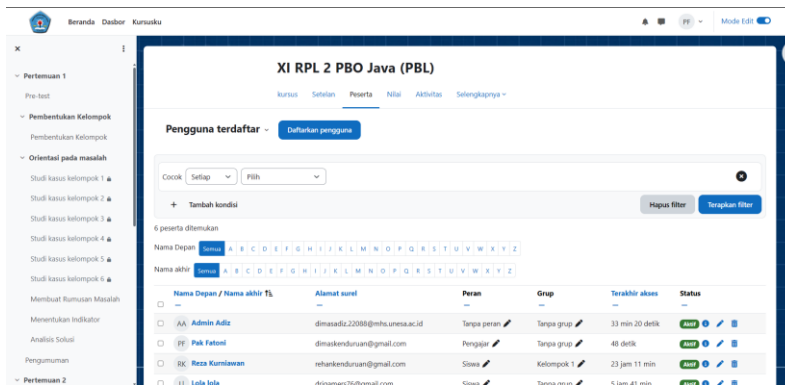 Beranda Dasbor Kursusku
PF
Mode Edit
Pertemuan 1
Pre-test
Pembentukan Kelompok
Pembentukan Kelompok
Orientasi pada masalah
Studi kasus kelompok 1
Studi kasus kelompok 2
Studi kasus kelompok 3
Studi kasus kelompok 4
Studi kasus kelompok 5
Studi kasus kelompok 6
Membuat Rumusan Masalah
Menentukan Indikator
Analisis Solusi
Pengumuman
Pertemuan 2
XI RPL 2 PBO Java (PBL)
kursus Setelan Peserta Nilai Aktivitas Selengkapnya
Pengguna terdaftar Daftarkan pengguna
Cocok Setiap Pilih
+ Tambah kondisi Hapus filter Terapkan filter
6 peserta ditemukan
Nama Depan Semua A B C D E F G H I J K L M N O P Q R S T U V W X Y Z
Nama akhir Semua A B C D E F G H I J K L M N O P Q R S T U V W X Y Z
Nama Depan / Nama akhir Alamat surel Peran Grup Terakhir akses Status
AA Admin Adiz dimasadiz.22088@mhs.unesa.ac.id Tanpa peran Tanpa grup 33 min 20 detik Aktif
PF Pak Fatoni dimaskenduruan@gmail.com Pengajar Tanpa grup 48 detik Aktif
RK Reza Kurniawan rehankenduruan@gmail.com Siswa Kelompok 1 23 jam 11 min Aktif
Lola lola Siswa Tanpa grup 5 jam 41 min